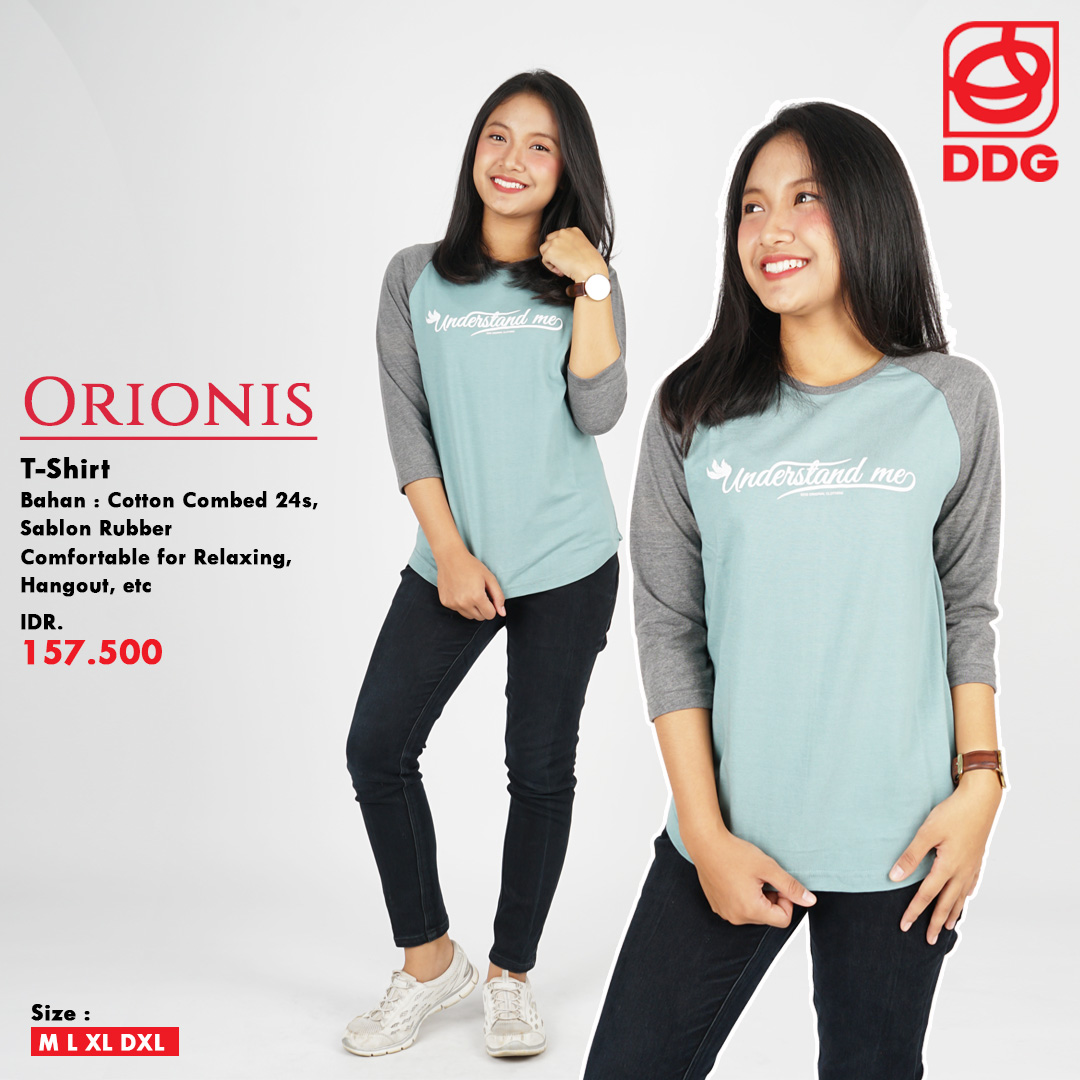 DDG
ORIONIS
T-Shirt
Bahan : Cotton Combed 24s,
Sablon Rubber
Comfortable for Relaxing,
Hangout, etc
IDR.
157.500
Understand me
Understand me
Size :
M L XL DXL